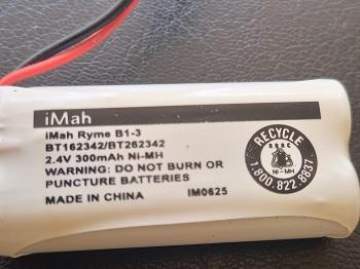 iMah
iMah Ryme B1-3
BT162342/BT262342
2.4V 300mAh Ni-MH
WARNING: DO NOT BURN OR
PUNCTURE BATTERIES
MADE IN CHINA IM0625
RECYCLE
RBRC
Ni-MH
1.800.822.8837